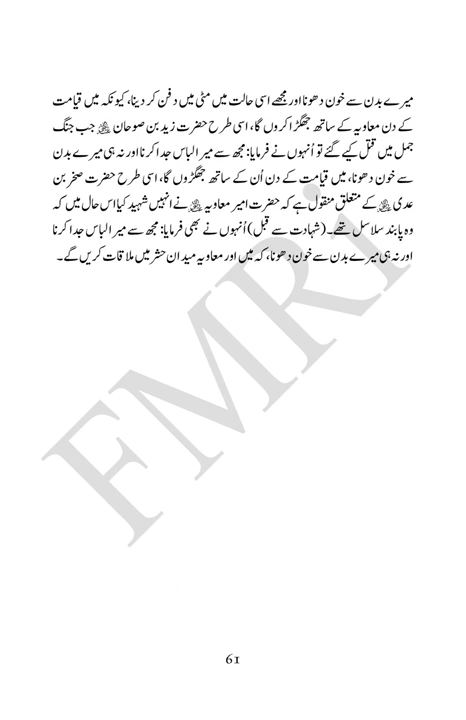 میرے بدن سے خون دھونا اور مجھے اسی حالت میں مٹی میں دفن کر دینا، کیونکہ میں قیامت
کے دن معاویہ کے ساتھ جھگڑا کروں گا، اسی طرح حضرت زید بن صوحان ﷛ جب جنگ
جمل میں قتل کیے گئے تو اُنہوں نے فرمایا: مجھ سے میرا لباس جدا کرنا اور نہ ہی میرے بدن
سے خون دھونا، میں قیامت کے دن اُن کے ساتھ جھگڑوں گا، اسی طرح حضرت صخر بن
عدی ﷛ کے متعلق منقول ہے کہ حضرت امیر معاویہ ﷛ نے انہیں شہید کیا اس حال میں کہ
وہ پابند سلاسل تھے۔ (شہادت سے قبل) اُنہوں نے بھی فرمایا: مجھ سے میرا لباس جدا کرنا
اور نہ ہی میرے بدن سے خون دھونا، کہ میں اور معاویہ میدان حشر میں ملاقات کریں گے۔
FMRi
61